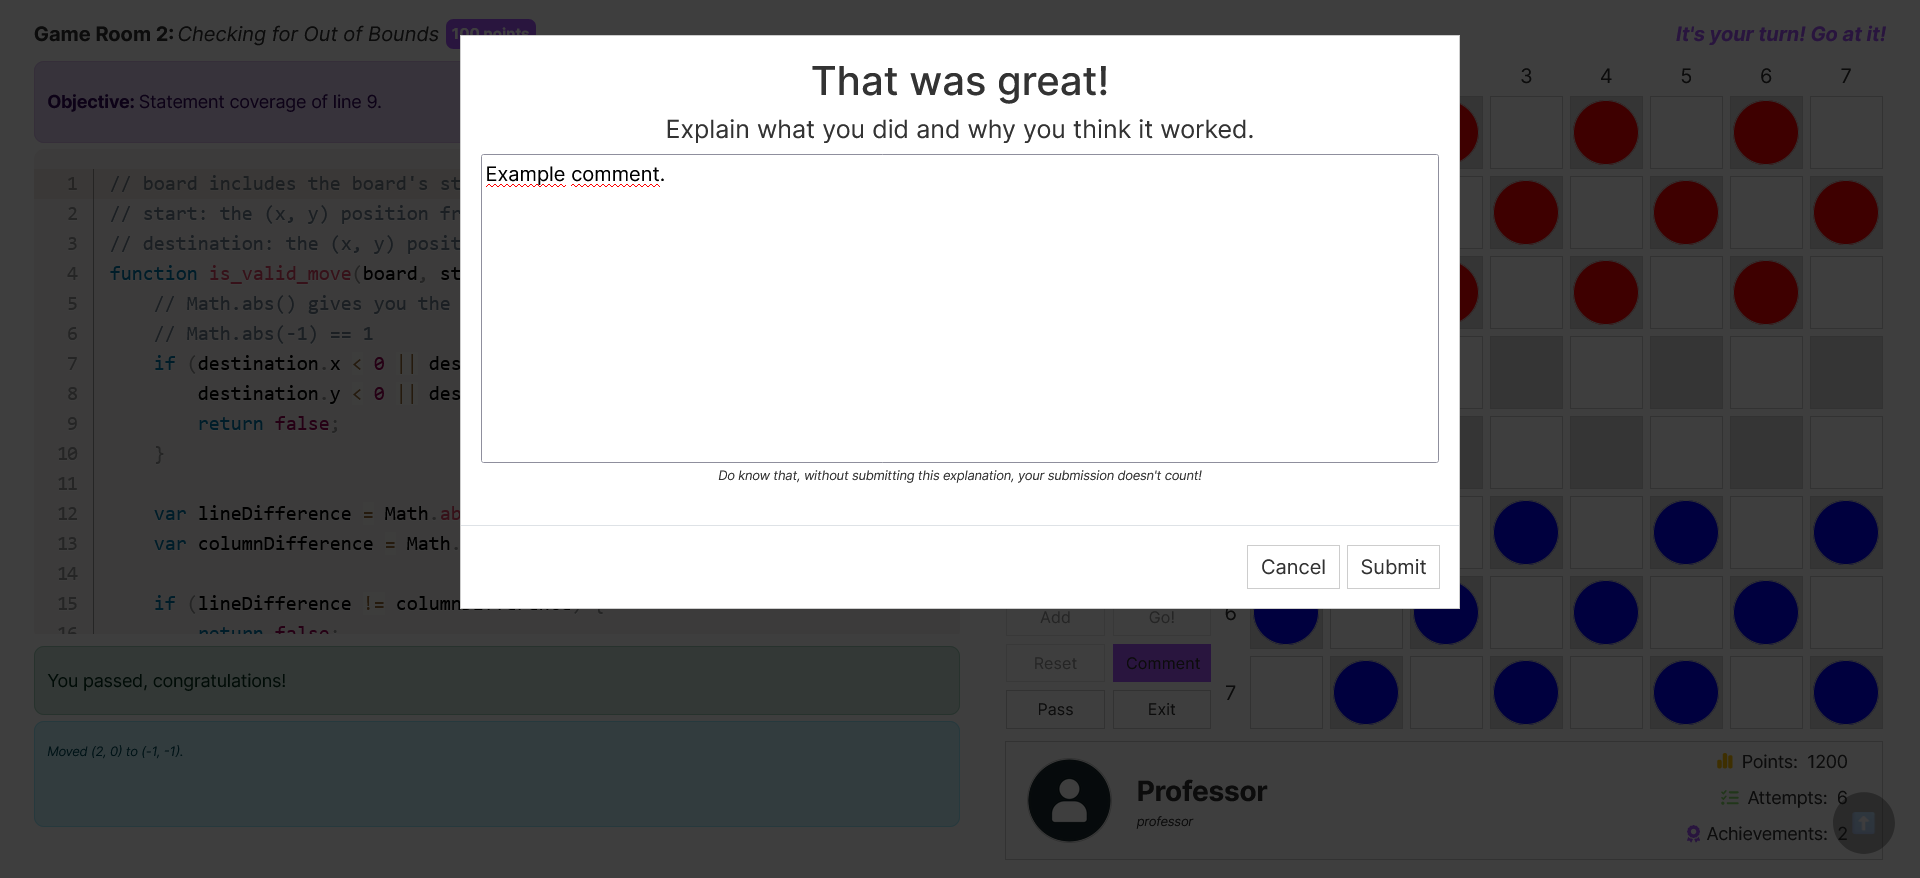 Game Room 2: Checking for Out of Bounds 100 points
It's your turn! Go at it!
Objective: Statement coverage of line 9.
1 // board includes the board's st
2 // start: the (x, y) position fr
3 // destination: the (x, y) posit
4 function is_valid_move(board, st
5 // Math.abs() gives you the
6 // Math.abs(-1) == 1
7 if (destination.x < 0 || des
8 destination.y < 0 || des
9 return false;
10 }
11
12 var lineDifference = Math.ab
13 var columnDifference = Math.
14
15 if (lineDifference != columnDifference) {
16 return false;
You passed, congratulations!
Moved (2, 0) to (-1, -1).
That was great!
Explain what you did and why you think it worked.
Example comment.
Do know that, without submitting this explanation, your submission doesn't count!
Cancel Submit
3 4 5 6 7
6
7
Add Go!
Reset Comment
Pass Exit
Professor
professor
Points: 1200
Attempts: 6
Achievements: 2